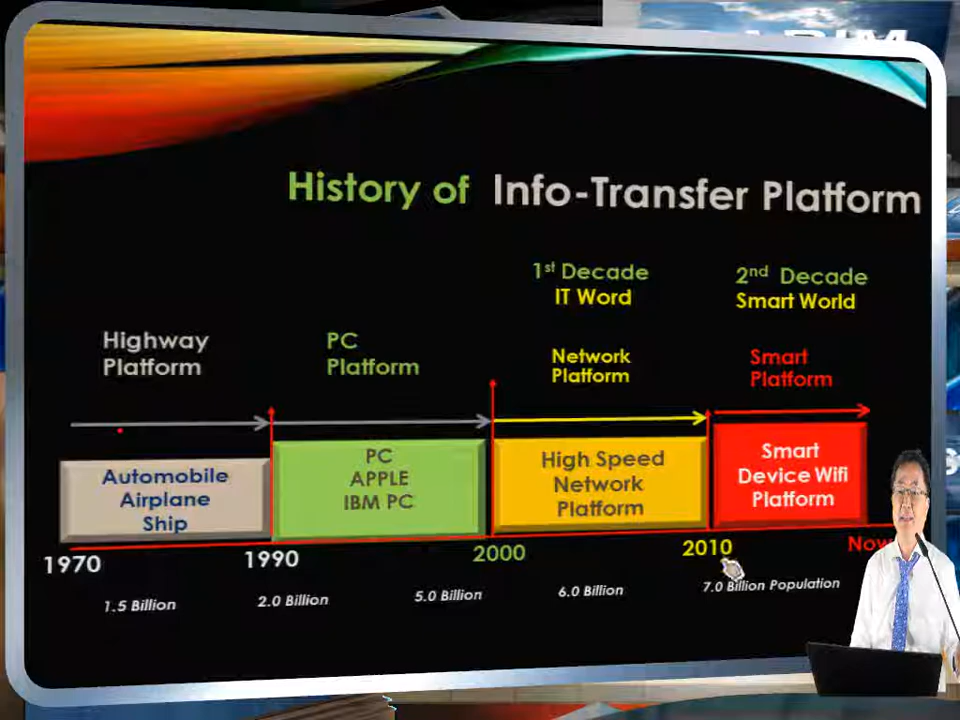 History of Info-Transfer Platform
1st Decade
IT Word
2nd Decade
Smart World
Highway
Platform
PC
Platform
Network
Platform
Smart
Platform
Automobile
Airplane
Ship
PC
APPLE
IBM PC
High Speed
Network
Platform
Smart
Device Wifi
Platform
1970
1990
2000
2010
Now
1.5 Billion
2.0 Billion
5.0 Billion
6.0 Billion
7.0 Billion Population